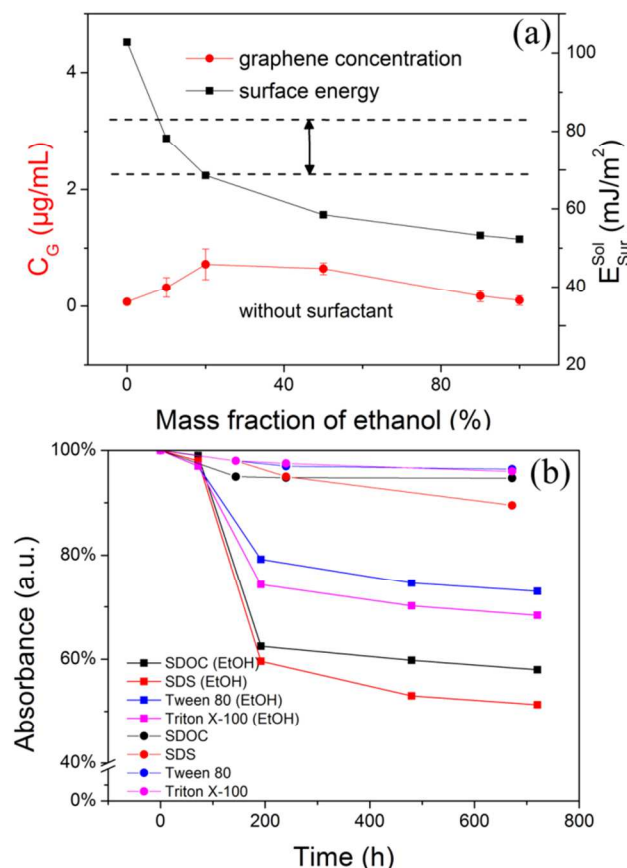 (a)
graphene concentration
surface energy
4
2
0
C_G (µg/mL)
100
80
60
40
20
E^Sol_Sur (mJ/m²)
without surfactant
0 40 80
Mass fraction of ethanol (%)
(b)
100%
80%
60%
40%
0%
Absorbance (a.u.)
SDOC (EtOH)
SDS (EtOH)
Tween 80 (EtOH)
Triton X-100 (EtOH)
SDOC
SDS
Tween 80
Triton X-100
0 200 400 600 800
Time (h)